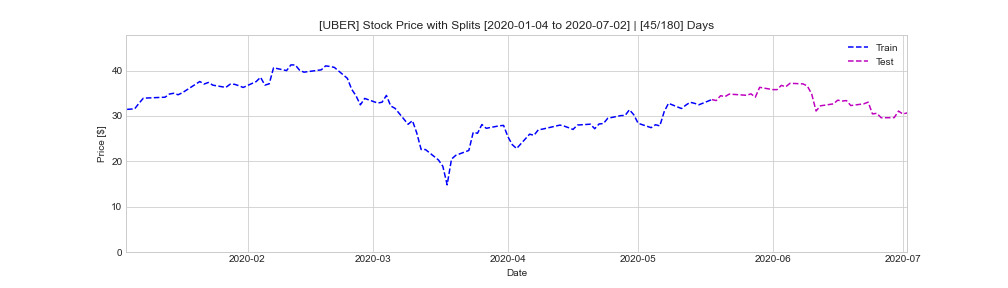 [UBER] Stock Price with Splits [2020-01-04 to 2020-07-02] | [45/180] Days
Train
Test
Price [$]
40
30
20
10
0
2020-02 2020-03 2020-04 2020-05 2020-06 2020-07
Date